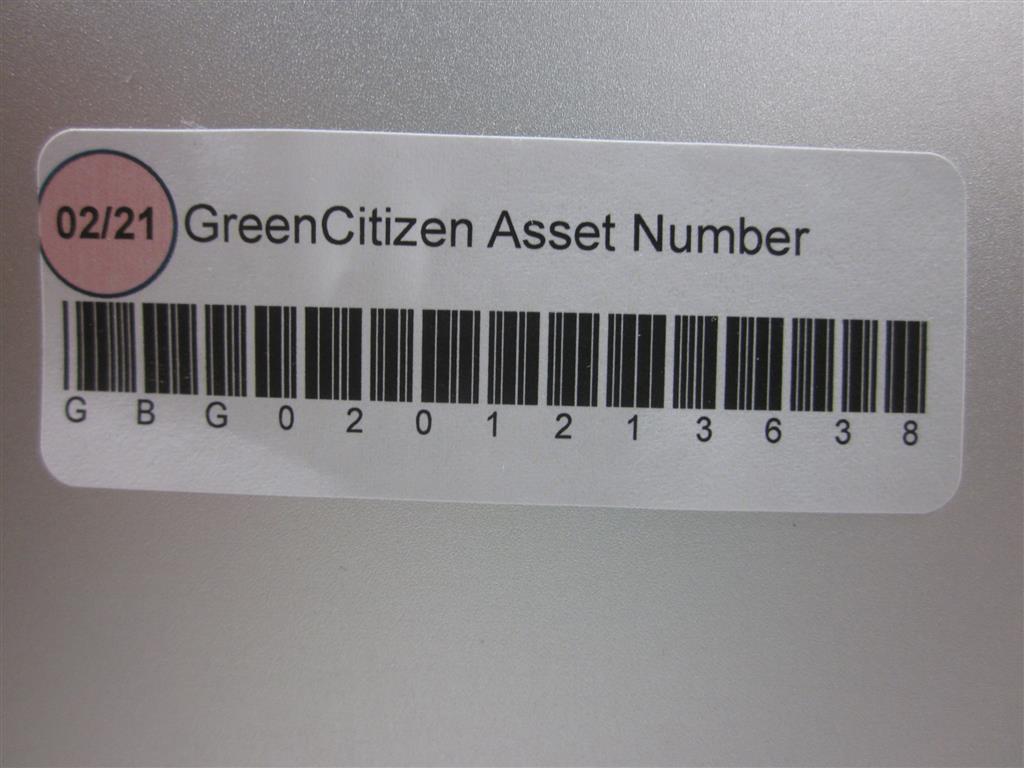 02/21 GreenCitizen Asset Number
G B G 0 2 0 1 2 1 3 6 3 8